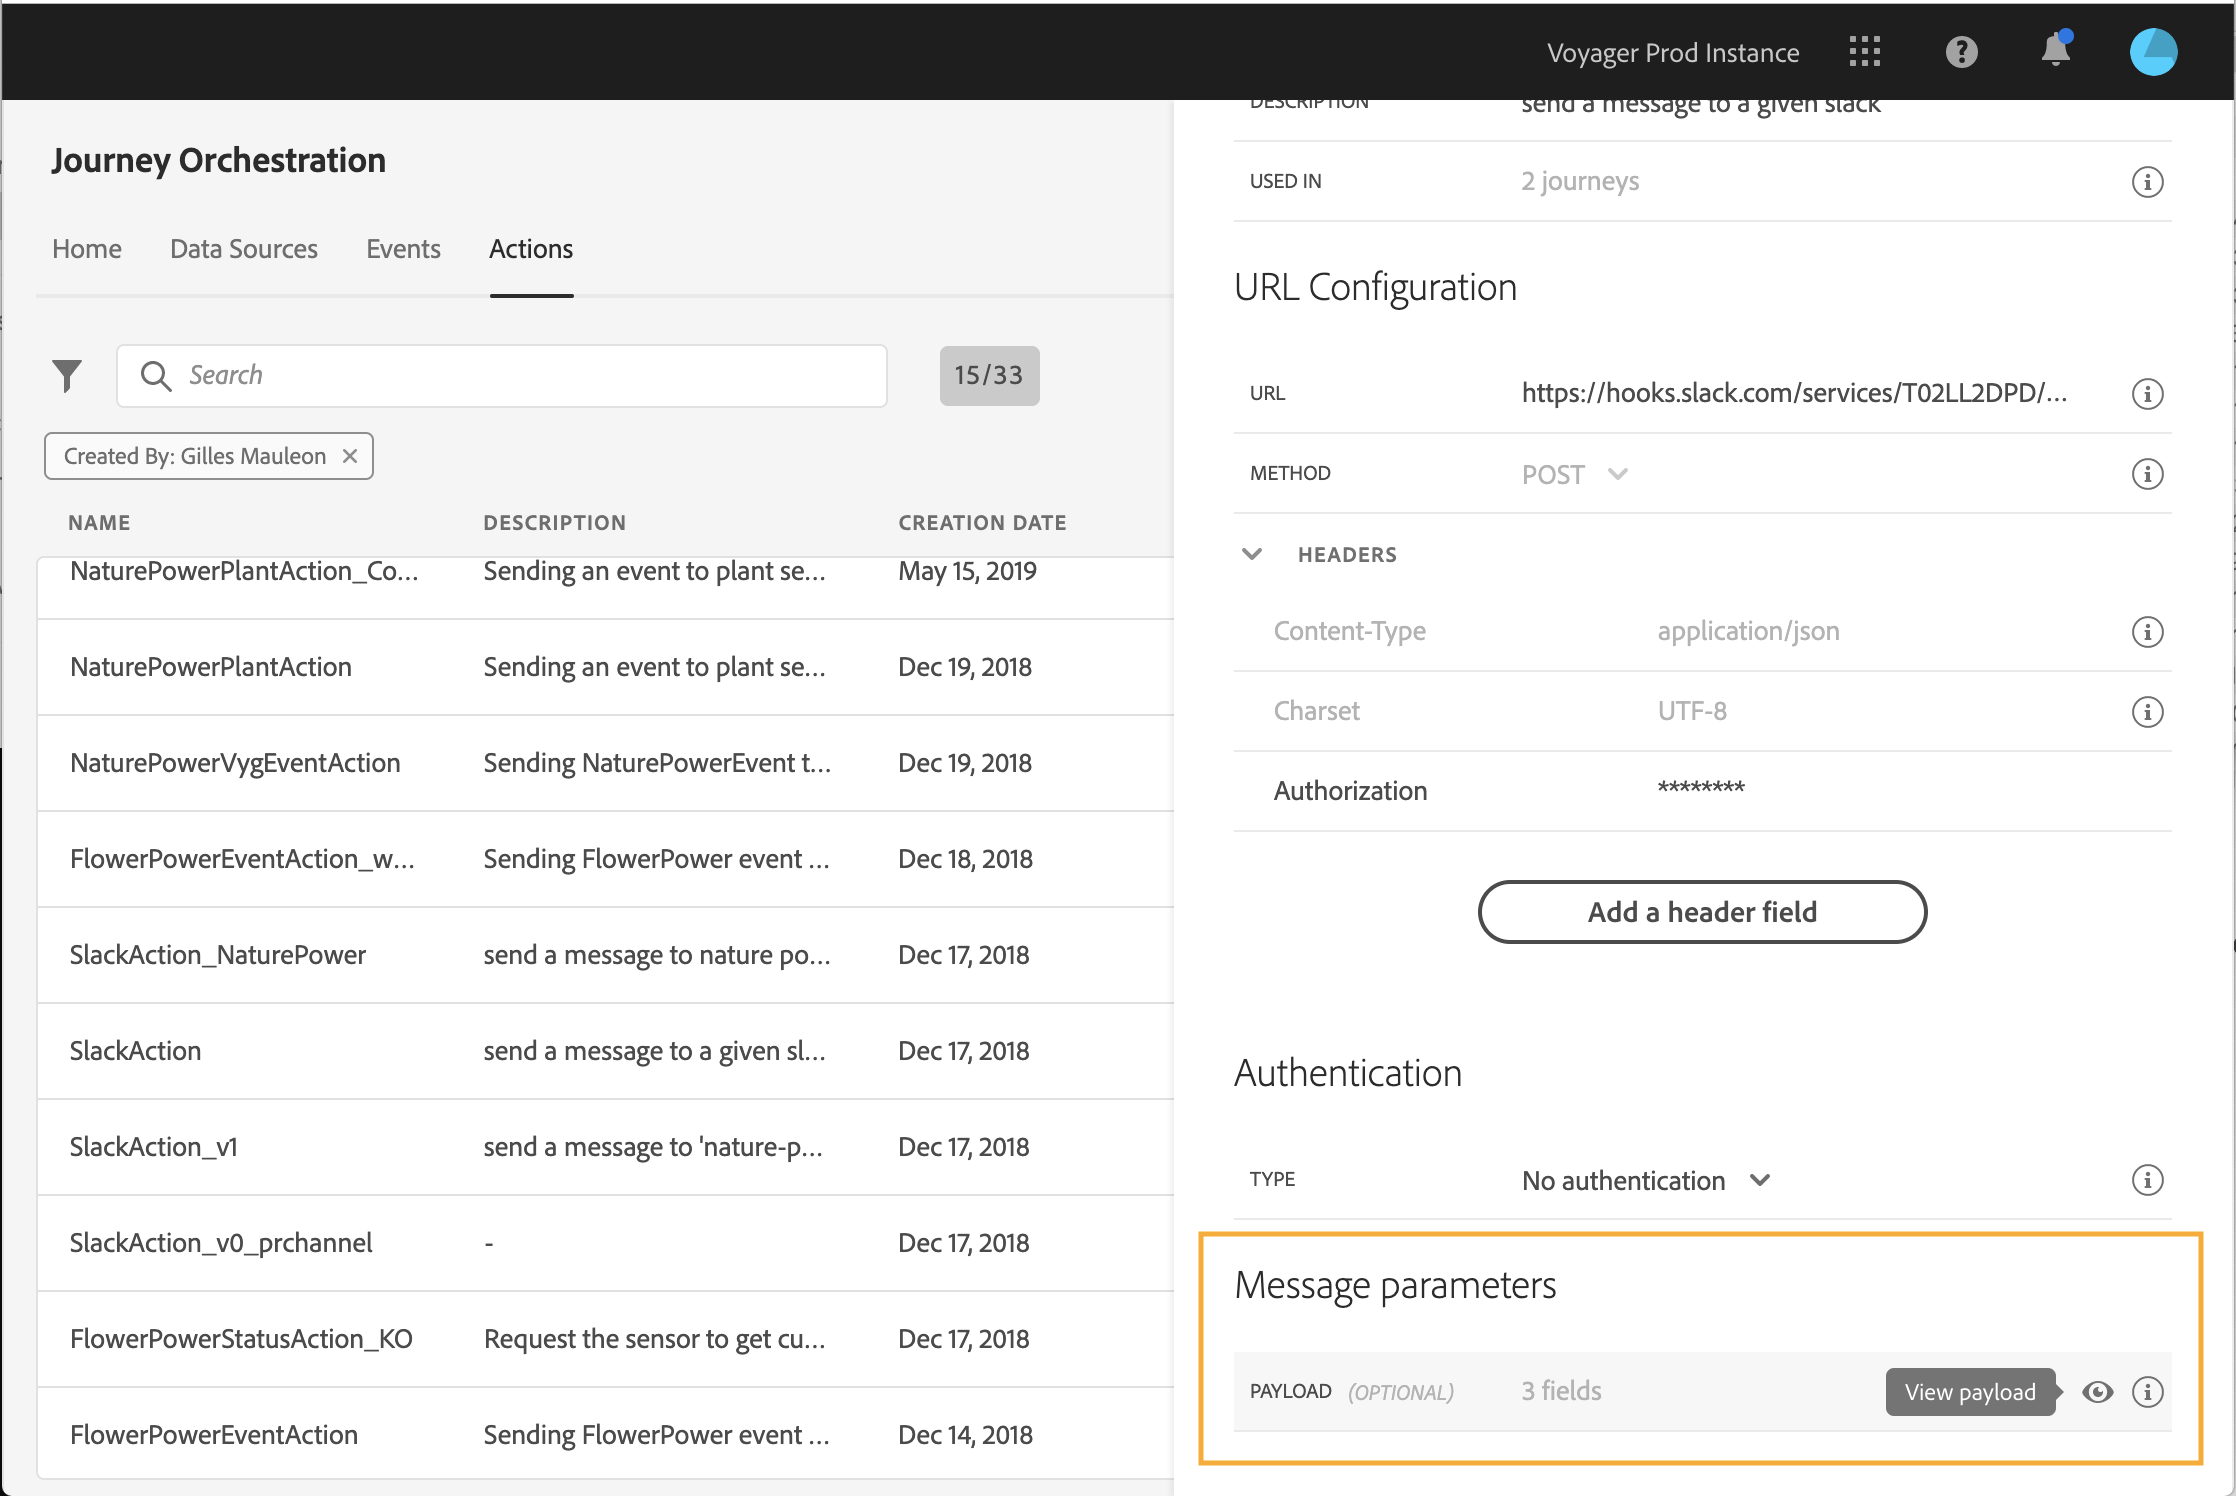 Voyager Prod Instance
Journey Orchestration
Home Data Sources Events Actions
Search
15/33
Created By: Gilles Mauleon
NAME DESCRIPTION CREATION DATE
NaturePowerPlantAction_Co... Sending an event to plant se... May 15, 2019
NaturePowerPlantAction Sending an event to plant se... Dec 19, 2018
NaturePowerVygEventAction Sending NaturePowerEvent t... Dec 19, 2018
FlowerPowerEventAction_w... Sending FlowerPower event ... Dec 18, 2018
SlackAction_NaturePower send a message to nature po... Dec 17, 2018
SlackAction send a message to a given sl... Dec 17, 2018
SlackAction_v1 send a message to 'nature-p... Dec 17, 2018
SlackAction_v0_prchannel - Dec 17, 2018
FlowerPowerStatusAction_KO Request the sensor to get cu... Dec 17, 2018
FlowerPowerEventAction Sending FlowerPower event ... Dec 14, 2018
DESCRIPTION send a message to a given slack
USED IN 2 journeys
URL Configuration
URL https://hooks.slack.com/services/T02LL2DPD/...
METHOD POST
HEADERS
Content-Type application/json
Charset UTF-8
Authorization ********
Add a header field
Authentication
TYPE No authentication
Message parameters
PAYLOAD (OPTIONAL) 3 fields View payload